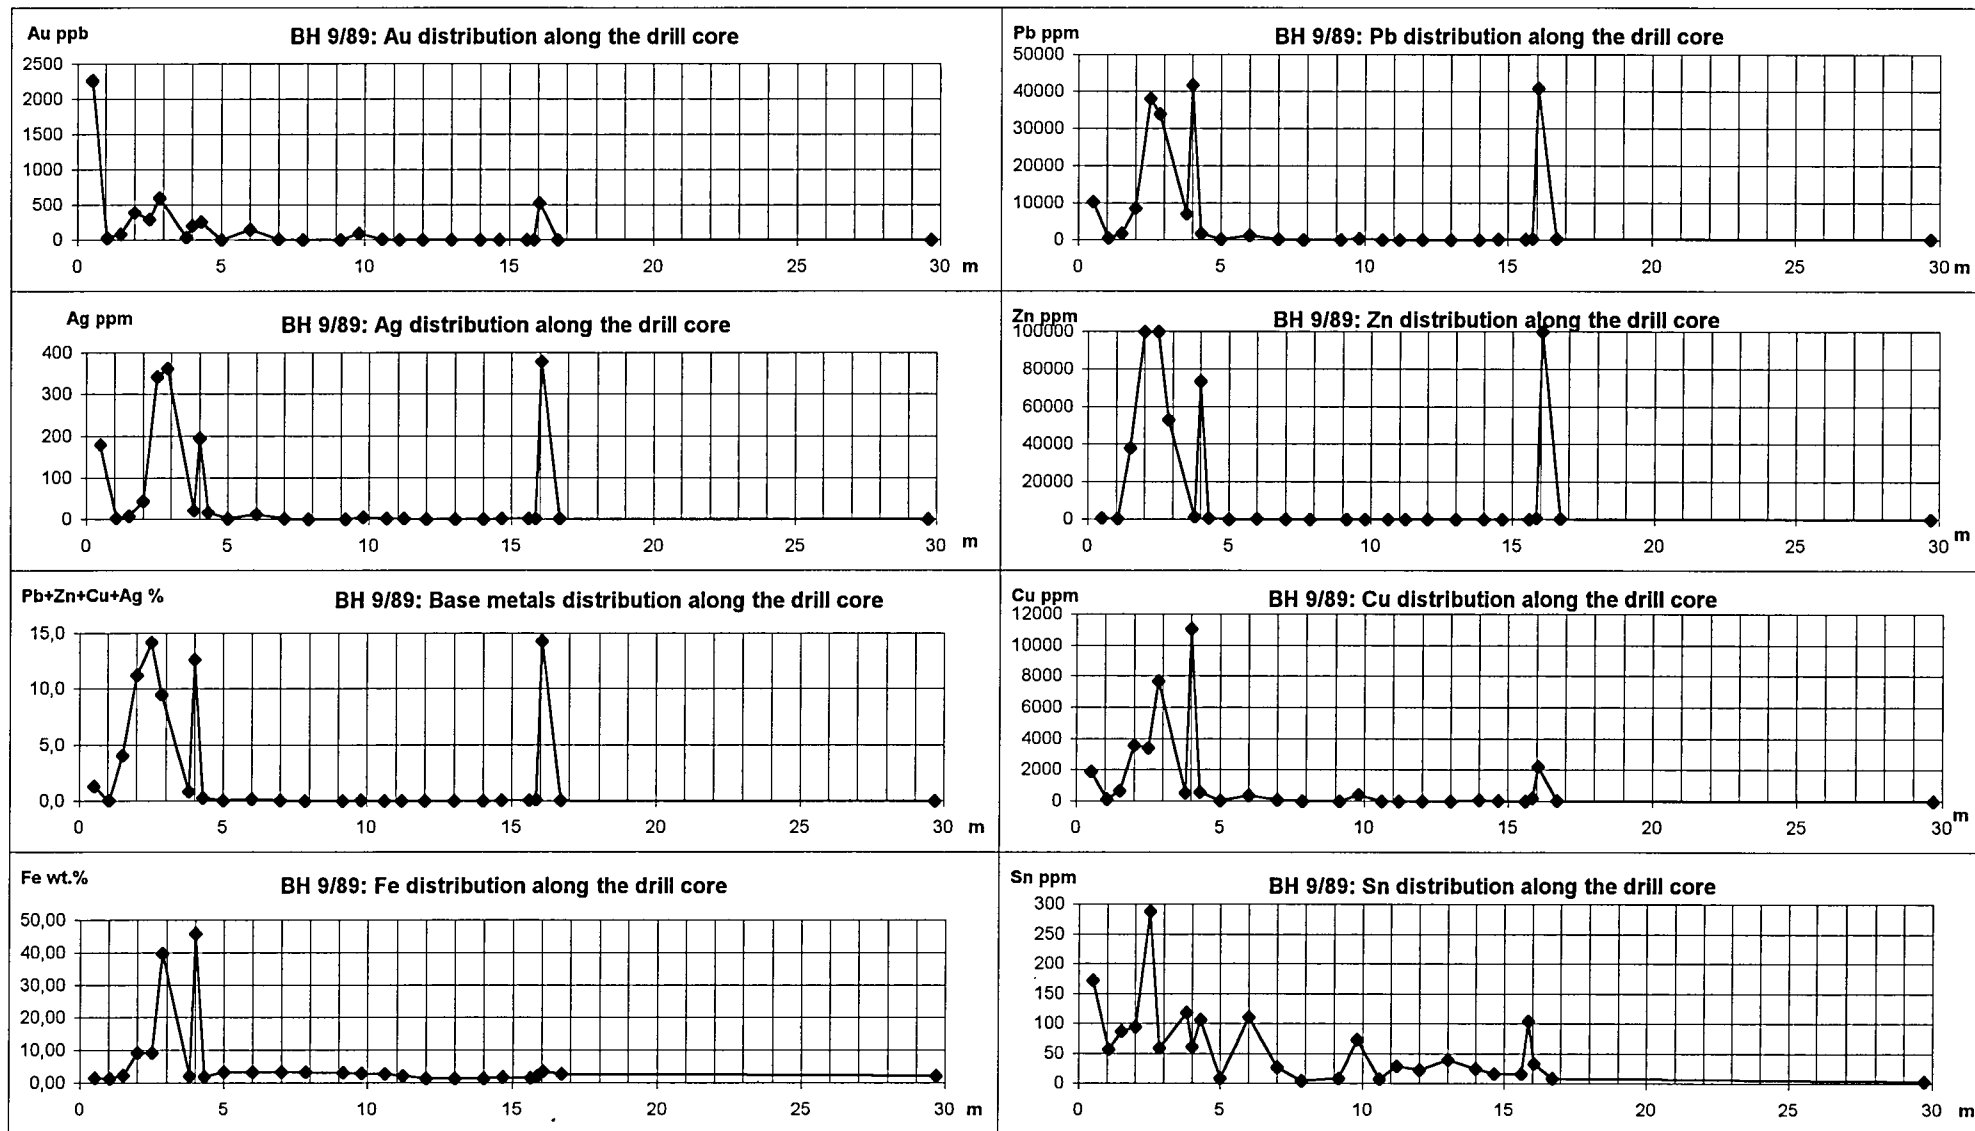 Au ppb
BH 9/89: Au distribution along the drill core
2500
2000
1500
1000
500
0
0 5 10 15 20 25 30 m
Pb ppm
BH 9/89: Pb distribution along the drill core
50000
40000
30000
20000
10000
0
0 5 10 15 20 25 30 m
Ag ppm
BH 9/89: Ag distribution along the drill core
400
300
200
100
0
0 5 10 15 20 25 30 m
Zn ppm
BH 9/89: Zn distribution along the drill core
100000
80000
60000
40000
20000
0
0 5 10 15 20 25 30 m
Pb+Zn+Cu+Ag %
BH 9/89: Base metals distribution along the drill core
15,0
10,0
5,0
0,0
0 5 10 15 20 25 30 m
Cu ppm
BH 9/89: Cu distribution along the drill core
12000
10000
8000
6000
4000
2000
0
0 5 10 15 20 25 30 m
Fe wt.%
BH 9/89: Fe distribution along the drill core
50,00
40,00
30,00
20,00
10,00
0,00
0 5 10 15 20 25 30 m
Sn ppm
BH 9/89: Sn distribution along the drill core
300
250
200
150
100
50
0
0 5 10 15 20 25 30 m